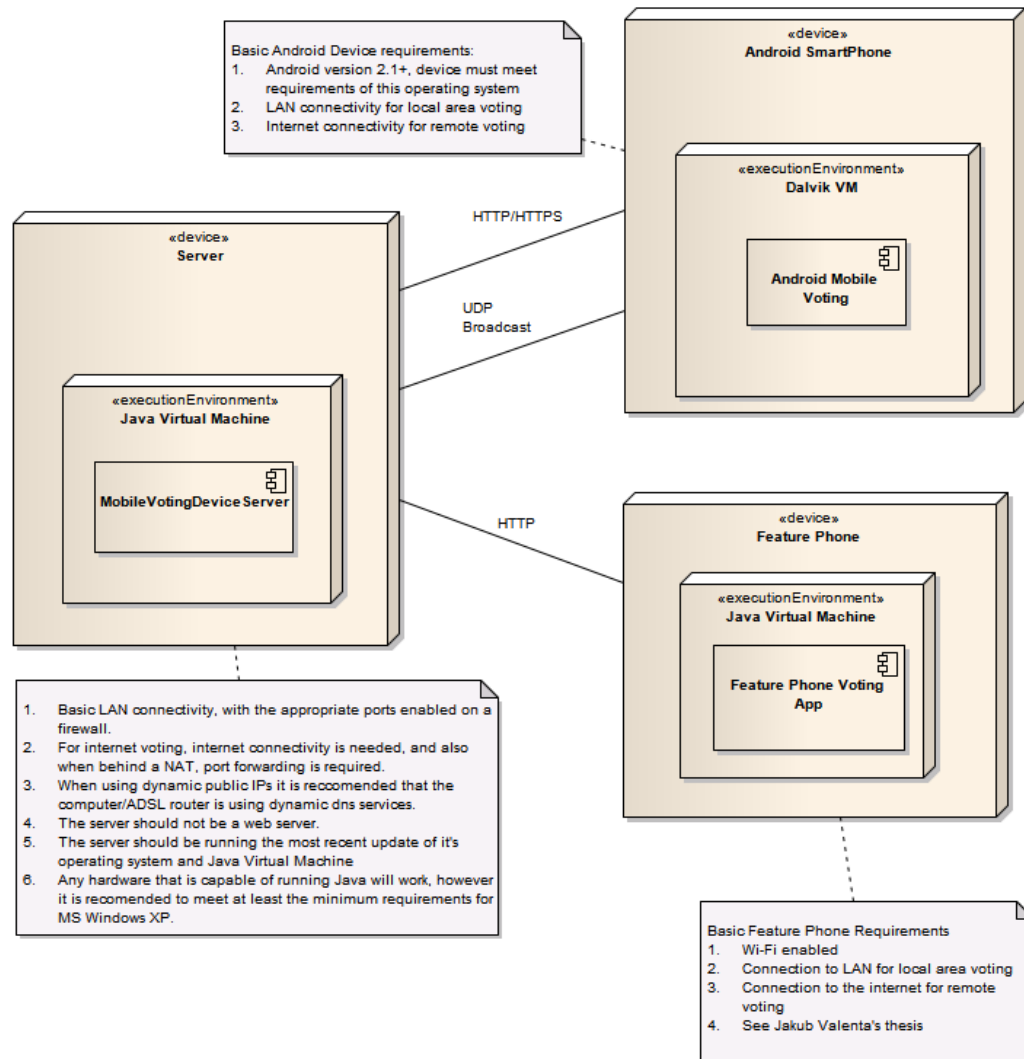 Basic Android Device requirements:
1. Android version 2.1+, device must meet
requirements of this operating system
2. LAN connectivity for local area voting
3. Internet connectivity for remote voting
«device»
Android SmartPhone
«executionEnvironment»
Dalvik VM
Android Mobile
Voting
HTTP/HTTPS
UDP
Broadcast
«device»
Server
«executionEnvironment»
Java Virtual Machine
MobileVotingDeviceServer
HTTP
«device»
Feature Phone
«executionEnvironment»
Java Virtual Machine
Feature Phone Voting
App
1. Basic LAN connectivity, with the appropriate ports enabled on a
firewall.
2. For internet voting, internet connectivity is needed, and also
when behind a NAT, port forwarding is required.
3. When using dynamic public IPs it is reccomended that the
computer/ADSL router is using dynamic dns services.
4. The server should not be a web server.
5. The server should be running the most recent update of it's
operating system and Java Virtual Machine
6. Any hardware that is capable of running Java will work, however
it is recomended to meet at least the minimum requirements for
MS Windows XP.
Basic Feature Phone Requirements
1. Wi-Fi enabled
2. Connection to LAN for local area voting
3. Connection to the internet for remote
voting
4. See Jakub Valenta's thesis